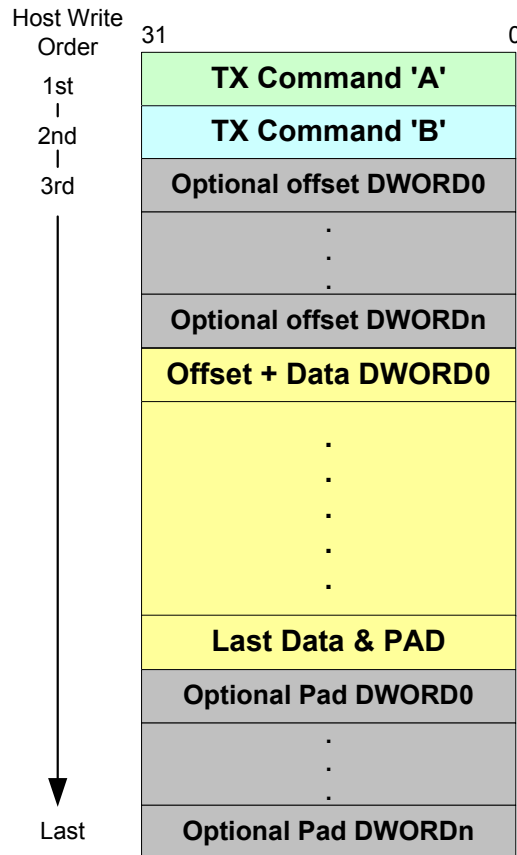 Host Write
Order
31
0
1st
TX Command 'A'
2nd
TX Command 'B'
3rd
Optional offset DWORD0
.
.
.
Optional offset DWORDn
Offset + Data DWORD0
.
.
.
.
.
Last Data & PAD
Optional Pad DWORD0
.
.
.
Last
Optional Pad DWORDn